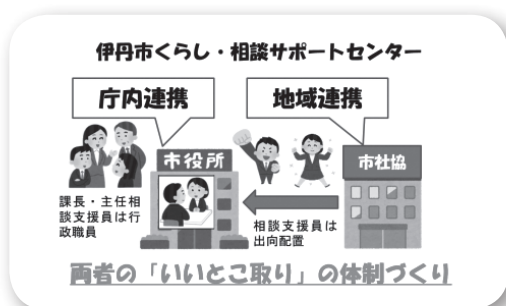 伊丹市くらし・相談サポートセンター
庁内連携
地域連携
市役所
市社協
課長・主任相
談支援員は行
政職員
相談支援員は
出向配置
両者の「いいとこ取り」の体制づくり